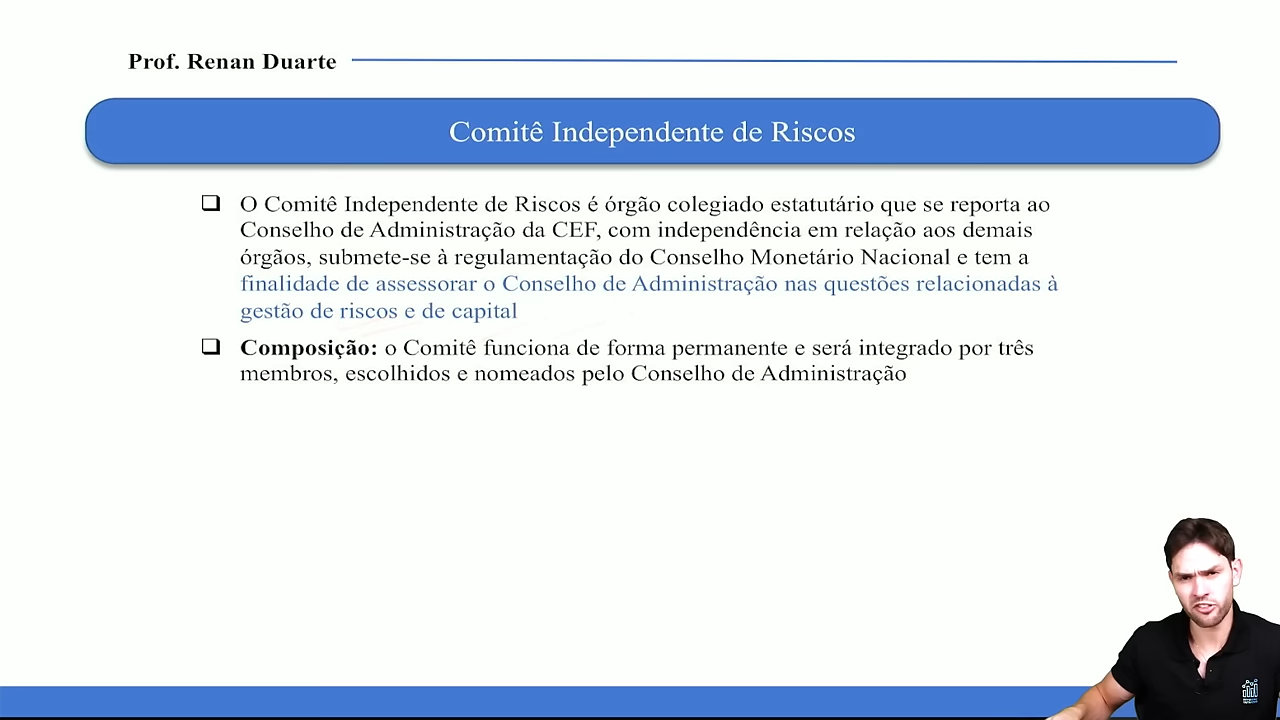 Prof. Renan Duarte
Comitê Independente de Riscos
O Comitê Independente de Riscos é órgão colegiado estatutário que se reporta ao
Conselho de Administração da CEF, com independência em relação aos demais
órgãos, submete-se à regulamentação do Conselho Monetário Nacional e tem a
finalidade de assessorar o Conselho de Administração nas questões relacionadas à
gestão de riscos e de capital
Composição: o Comitê funciona de forma permanente e será integrado por três
membros, escolhidos e nomeados pelo Conselho de Administração